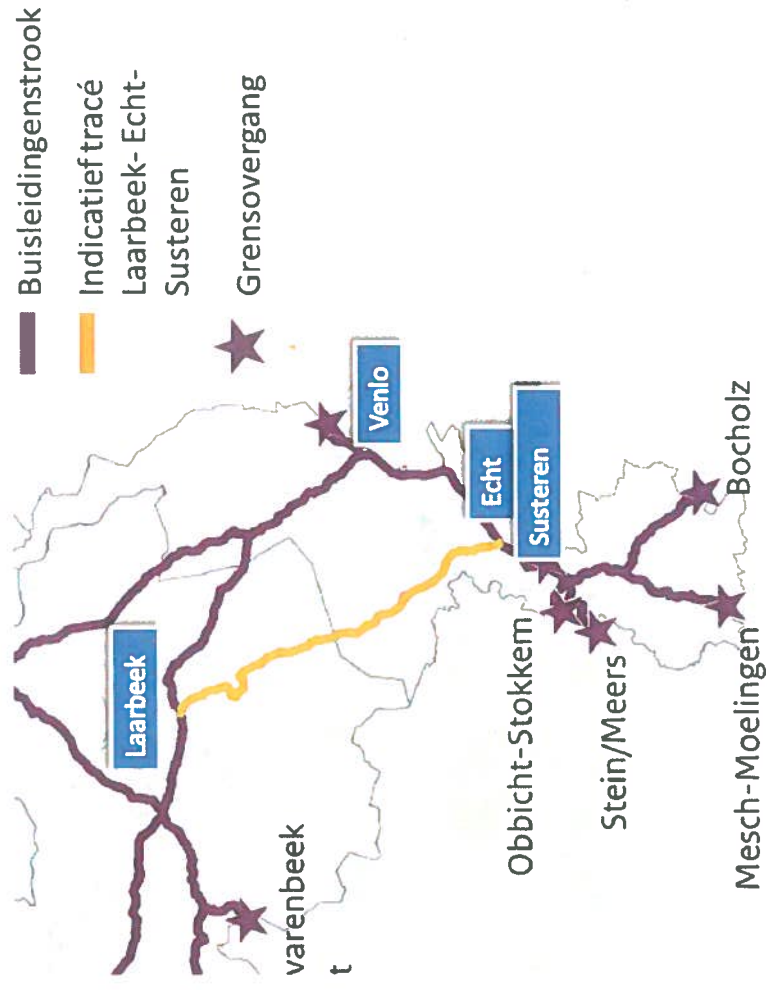 Buisleidingenstrook
Indicatief tracé
Laarbeek- Echt-
Susteren
Grensovergang
Laarbeek
Venlo
Echt
Susteren
varenbeek
t
Obbicht-Stokkem
Stein/Meers
Bocholz
Mesch-Moelingen